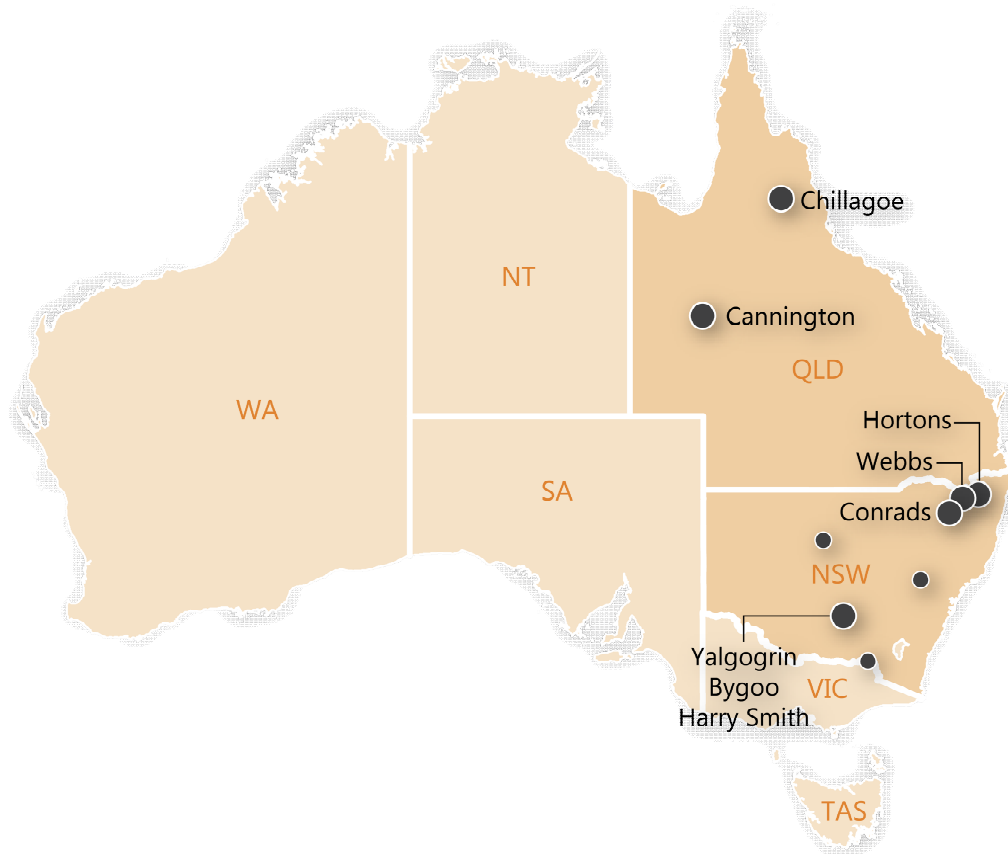 Chillagoe
NT
Cannington
QLD
WA
Hortons
Webbs
SA
Conrads
NSW
Yalgogrin
Bygoo
Harry Smith
VIC
TAS